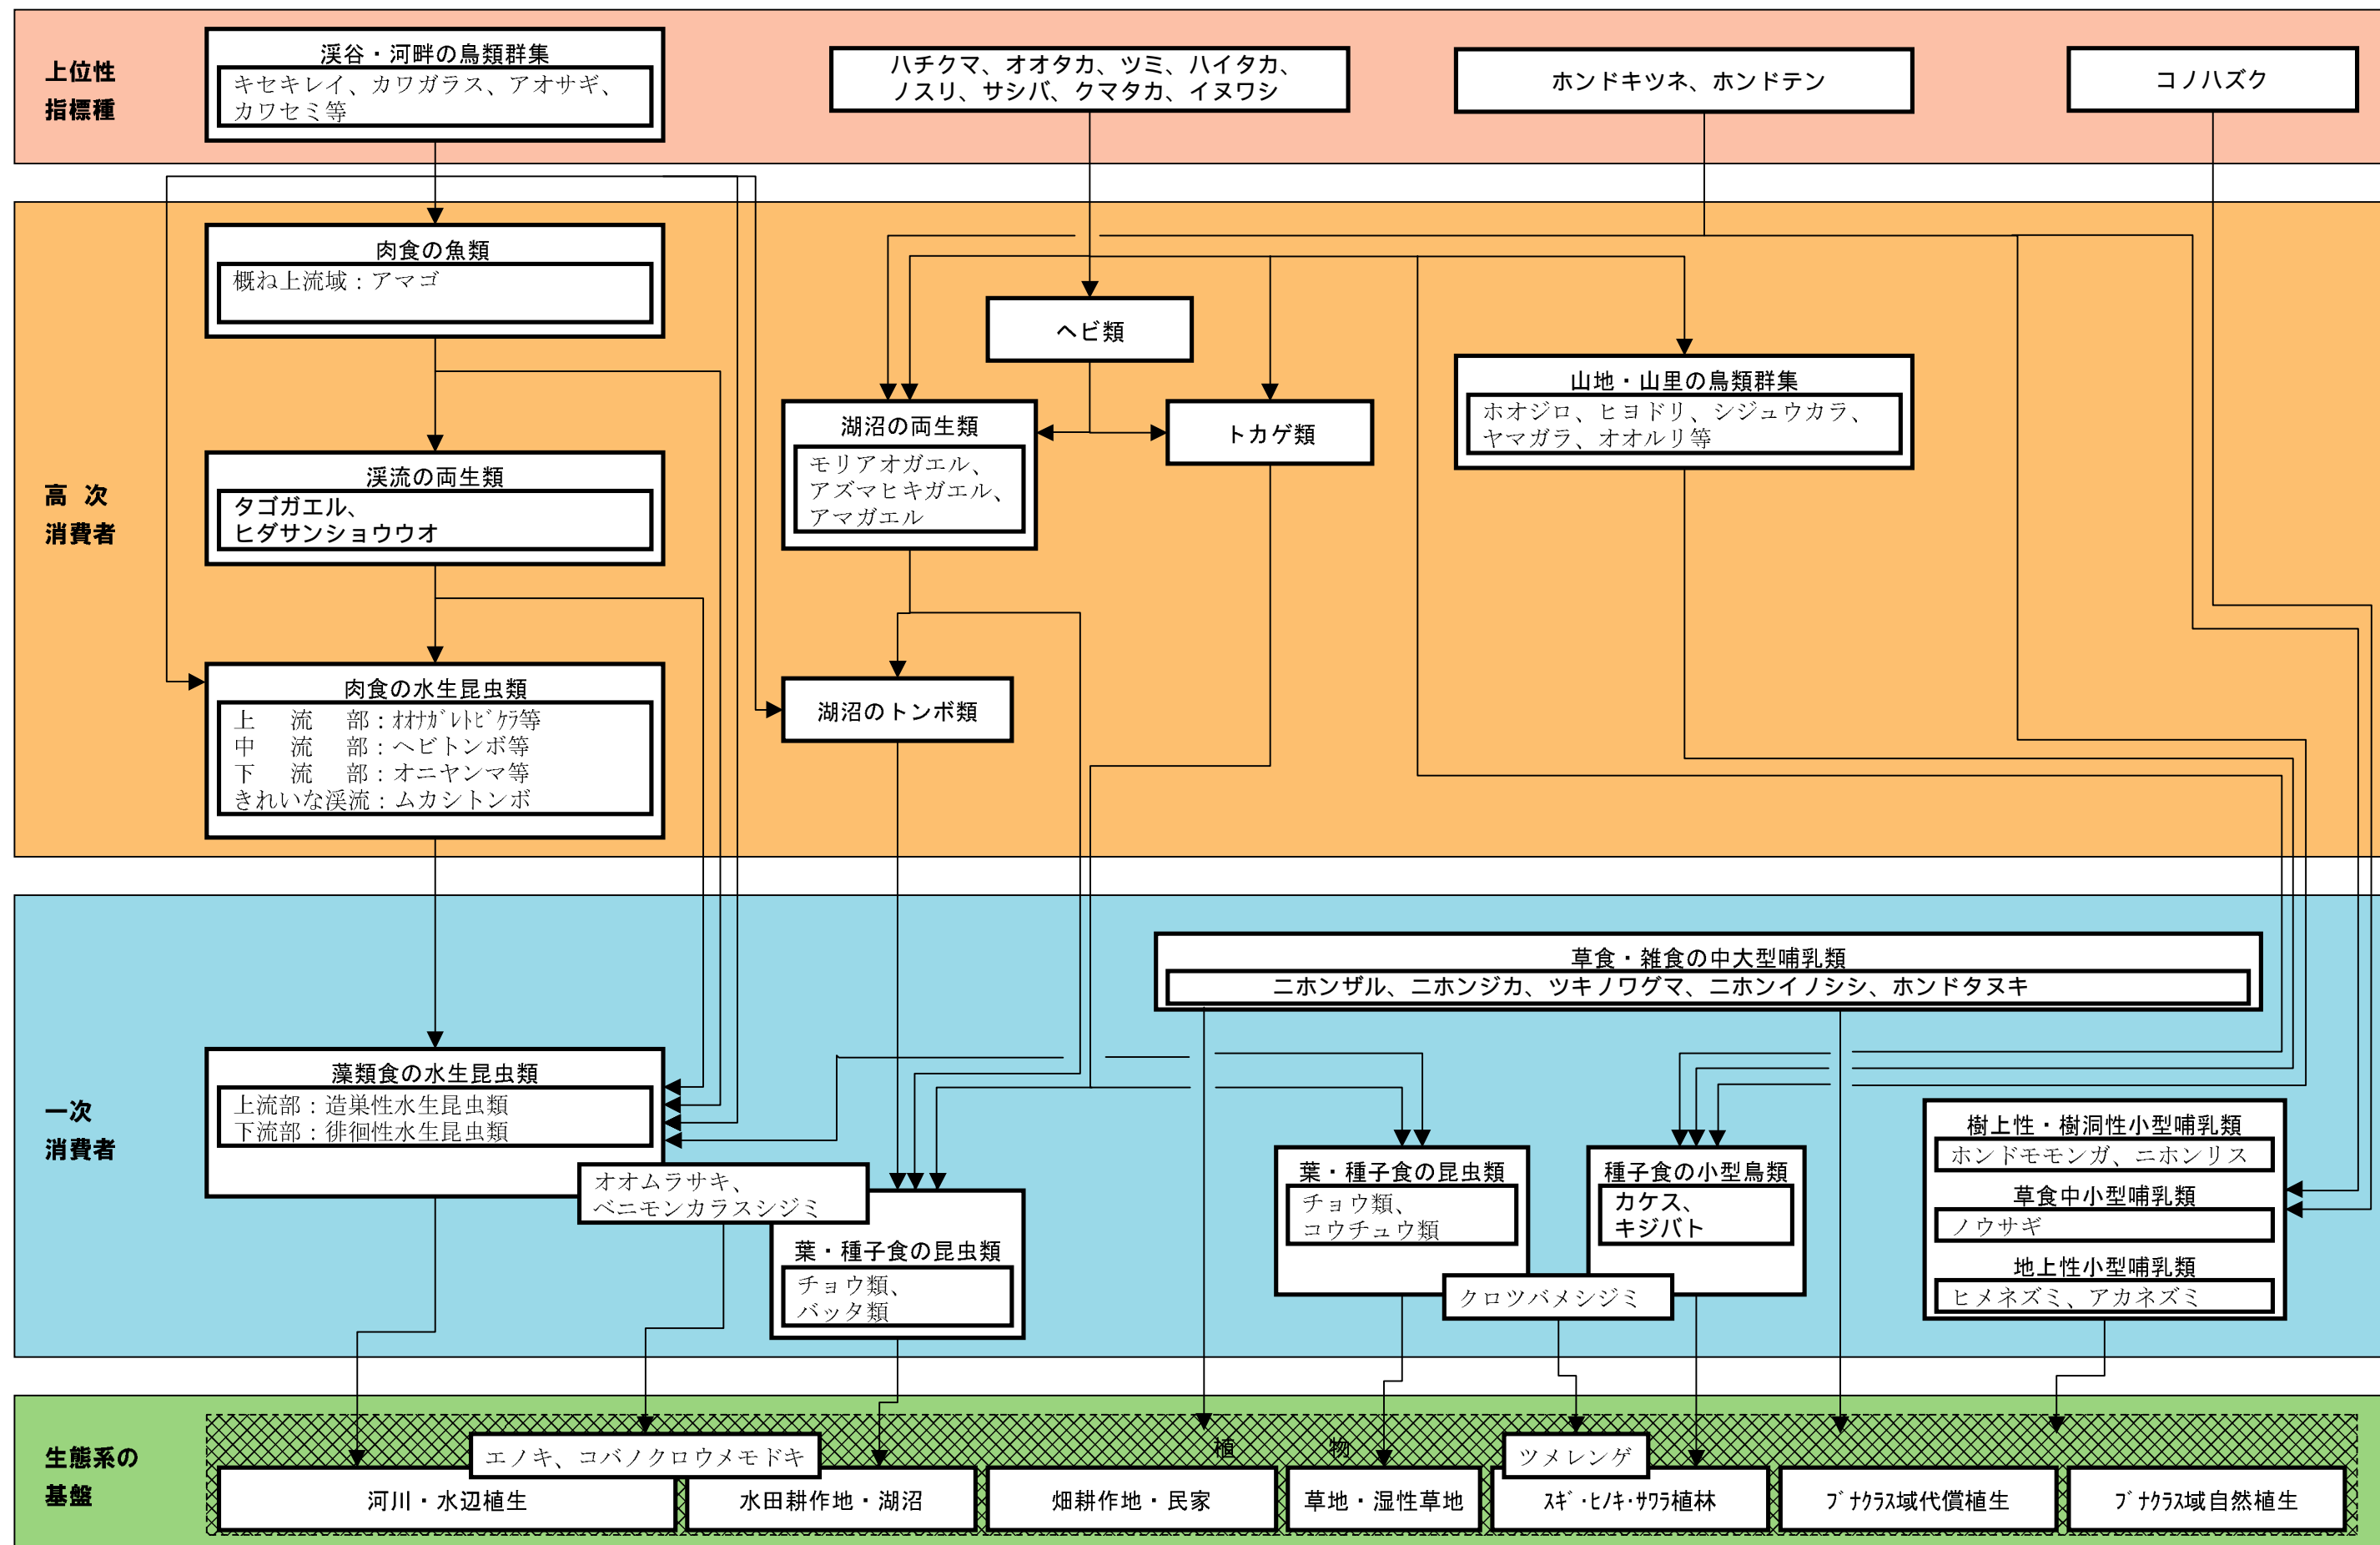 上位性
指標種
渓谷・河畔の鳥類群集
キセキレイ、カワガラス、アオサギ、
カワセミ等
ハチクマ、オオタカ、ツミ、ハイタカ、
ノスリ、サシバ、クマタカ、イヌワシ
ホンドキツネ、ホンドテン
コノハズク
高 次
消費者
肉食の魚類
概ね上流域：アマゴ
ヘビ類
山地・山里の鳥類群集
ホオジロ、ヒヨドリ、シジュウカラ、
ヤマガラ、オオルリ等
湖沼の両生類
モリアオガエル、
アズマヒキガエル、
アマガエル
トカゲ類
渓流の両生類
タゴガエル、
ヒダサンショウウオ
肉食の水生昆虫類
上 流 部：ｵｵﾅｶﾞﾚﾄﾋﾞｹﾗ等
中 流 部：ヘビトンボ等
下 流 部：オニヤンマ等
きれいな渓流：ムカシトンボ
湖沼のトンボ類
一次
消費者
草食・雑食の中大型哺乳類
ニホンザル、ニホンジカ、ツキノワグマ、ニホンイノシシ、ホンドタヌキ
藻類食の水生昆虫類
上流部：造巣性水生昆虫類
下流部：徘徊性水生昆虫類
オオムラサキ、
ベニモンカラスシジミ
葉・種子食の昆虫類
チョウ類、
バッタ類
葉・種子食の昆虫類
チョウ類、
コウチュウ類
種子食の小型鳥類
カケス、
キジバト
クロツバメシジミ
樹上性・樹洞性小型哺乳類
ホンドモモンガ、ニホンリス
草食中小型哺乳類
ノウサギ
地上性小型哺乳類
ヒメネズミ、アカネズミ
生態系の
基盤
植 物
エノキ、コバノクロウメモドキ
ツメレンゲ
河川・水辺植生
水田耕作地・湖沼
畑耕作地・民家
草地・湿性草地
ｽｷﾞ・ﾋﾉｷ・ｻﾜﾗ植林
ﾌﾞﾅｸﾗｽ域代償植生
ﾌﾞﾅｸﾗｽ域自然植生